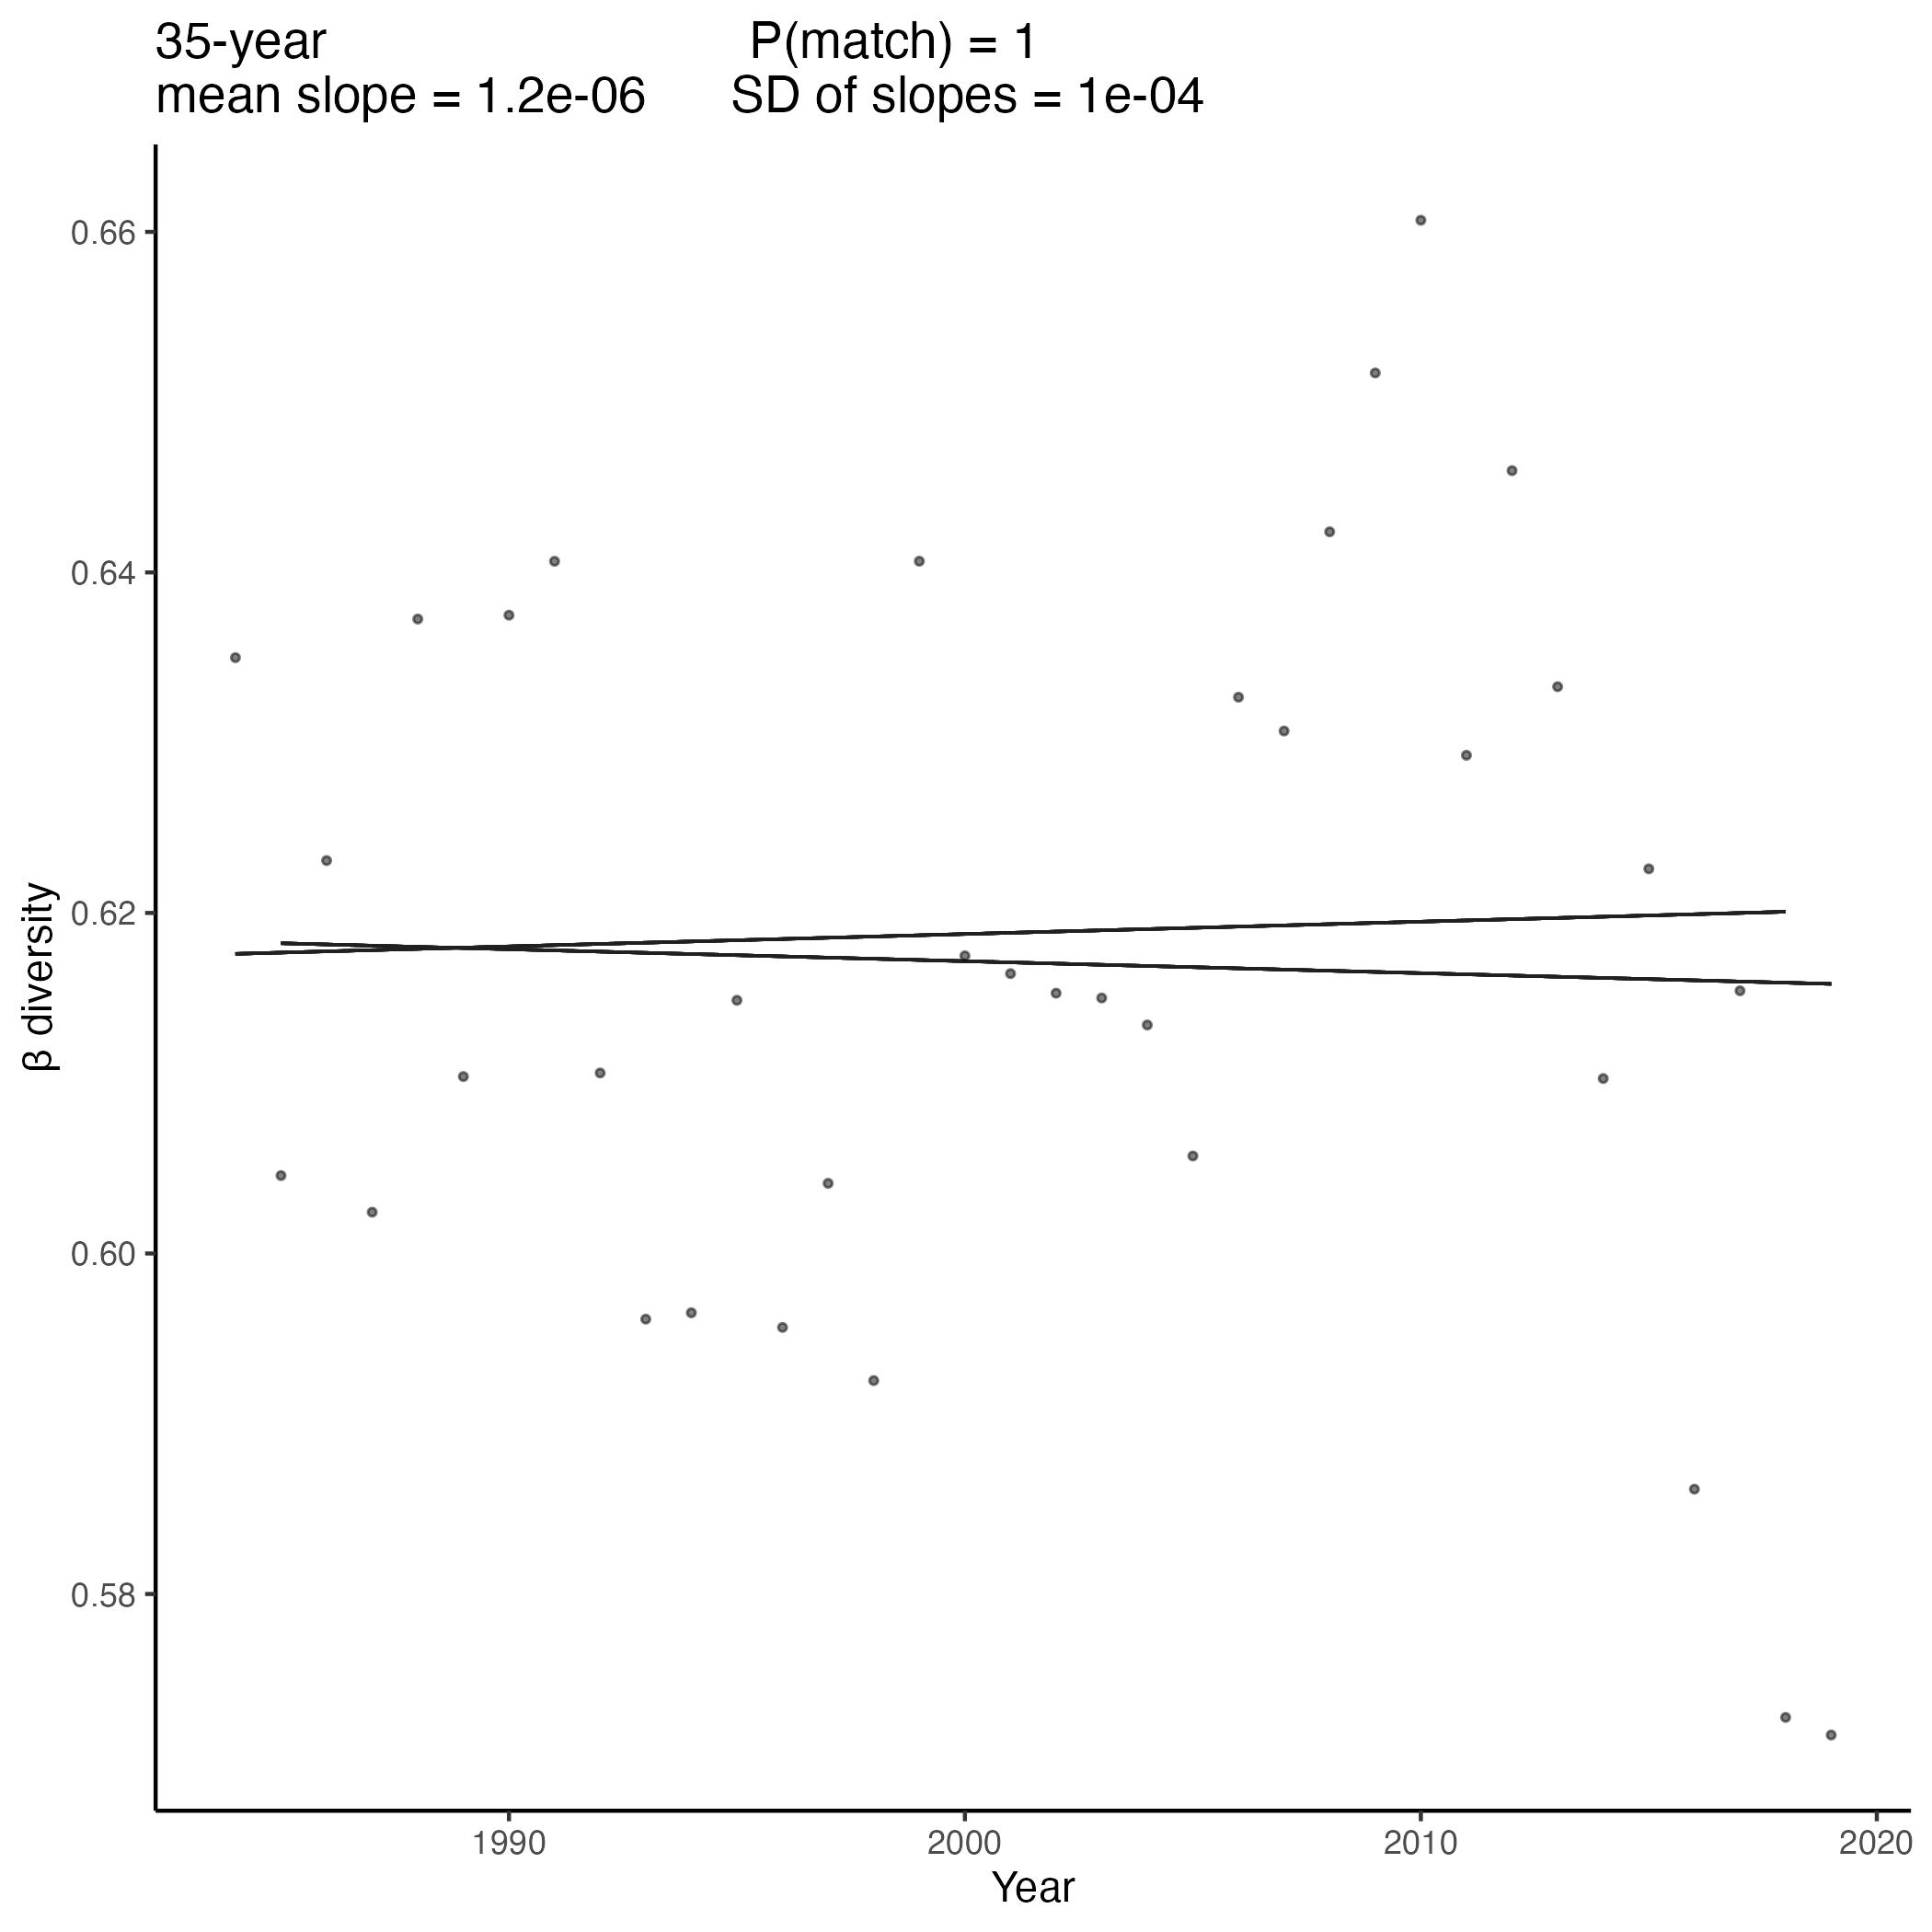 35-year P(match) = 1
mean slope = 1.2e-06 SD of slopes = 1e-04
0.66
0.64
0.62
0.60
0.58
β diversity
1990 2000 2010 2020
Year